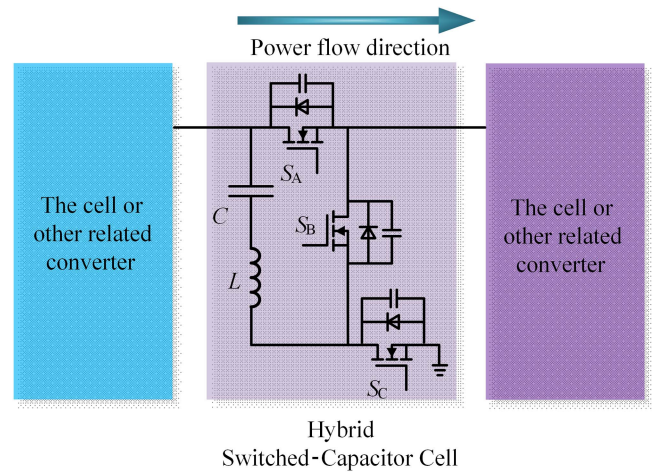 Power flow direction
The cell or
other related
converter
S_A
C
S_B
L
S_C
The cell or
other related
converter
Hybrid
Switched-Capacitor Cell